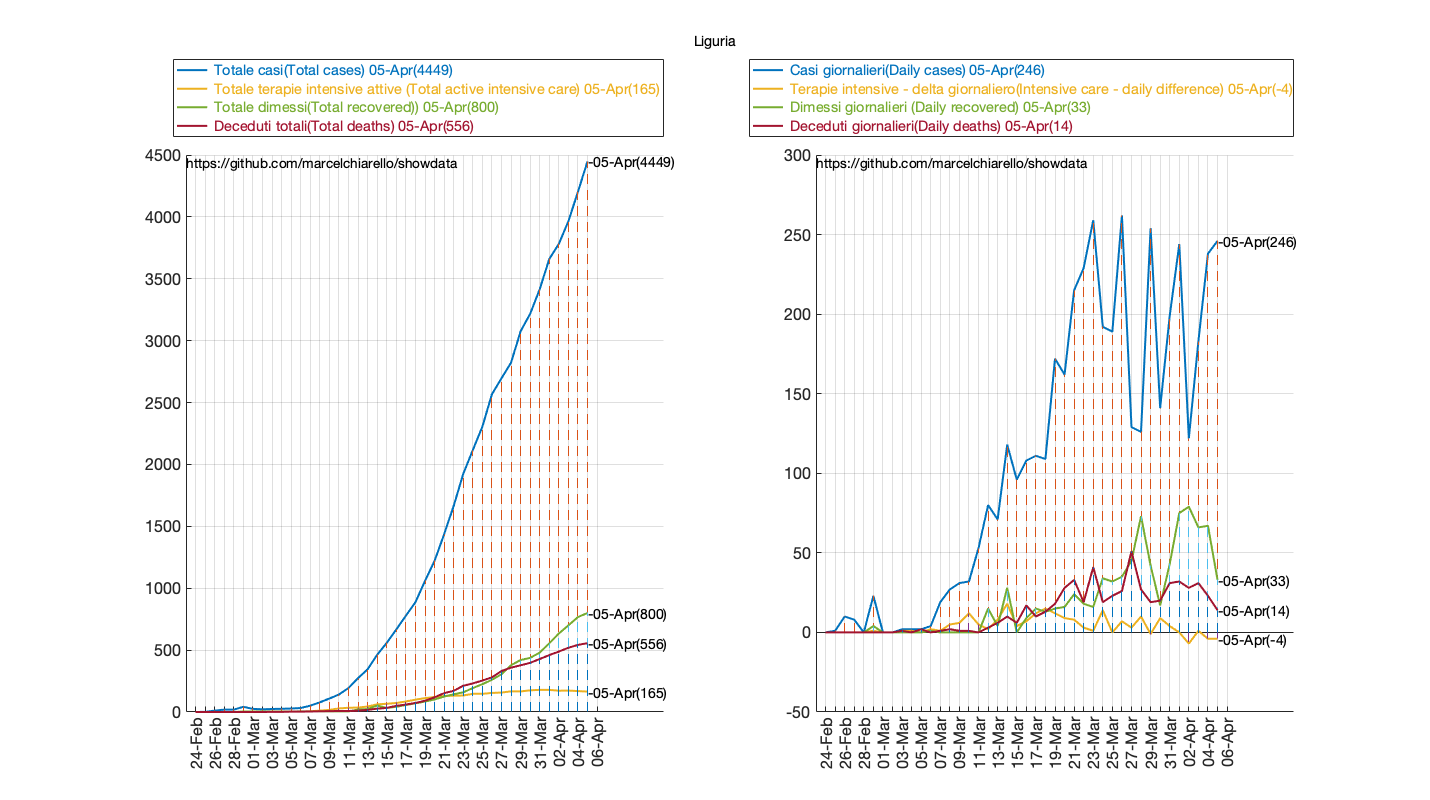 Liguria
Totale casi(Total cases) 05-Apr(4449)
Totale terapie intensive attive (Total active intensive care) 05-Apr(165)
Totale dimessi(Total recovered)) 05-Apr(800)
Deceduti totali(Total deaths) 05-Apr(556)
4500
4000
3500
3000
2500
2000
1500
1000
500
0
https://github.com/marcelchiarello/showdata
-05-Apr(4449)
-05-Apr(800)
-05-Apr(556)
-05-Apr(165)
24-Feb
26-Feb
28-Feb
01-Mar
03-Mar
05-Mar
07-Mar
09-Mar
11-Mar
13-Mar
15-Mar
17-Mar
19-Mar
21-Mar
23-Mar
25-Mar
27-Mar
29-Mar
31-Mar
02-Apr
04-Apr
06-Apr
Casi giornalieri(Daily cases) 05-Apr(246)
Terapie intensive - delta giornaliero(Intensive care - daily difference) 05-Apr(-4)
Dimessi giornalieri (Daily recovered) 05-Apr(33)
Deceduti giornalieri(Daily deaths) 05-Apr(14)
300
250
200
150
100
50
0
-50
https://github.com/marcelchiarello/showdata
-05-Apr(246)
-05-Apr(33)
-05-Apr(14)
-05-Apr(-4)
24-Feb
26-Feb
28-Feb
01-Mar
03-Mar
05-Mar
07-Mar
09-Mar
11-Mar
13-Mar
15-Mar
17-Mar
19-Mar
21-Mar
23-Mar
25-Mar
27-Mar
29-Mar
31-Mar
02-Apr
04-Apr
06-Apr